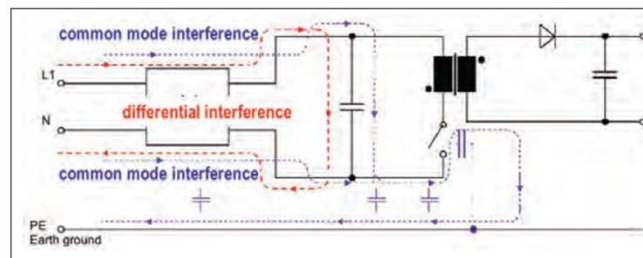 common mode interference
L1
differential interference
N
common mode interference
PE
Earth ground